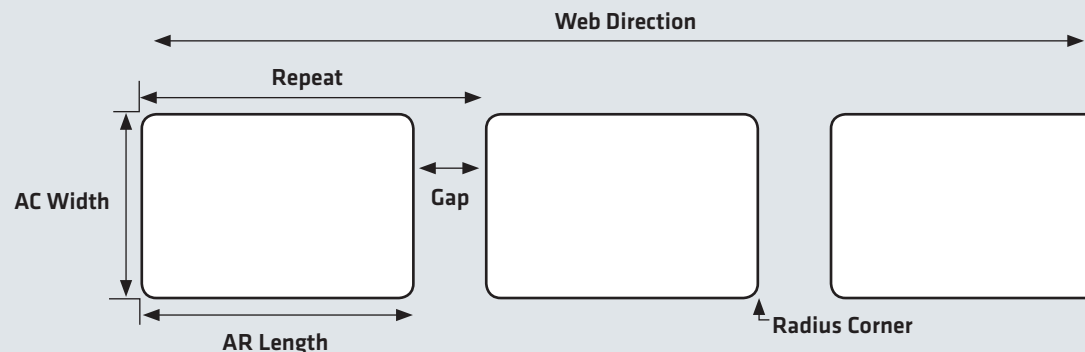 Web Direction
Repeat
AC Width
Gap
Radius Corner
AR Length